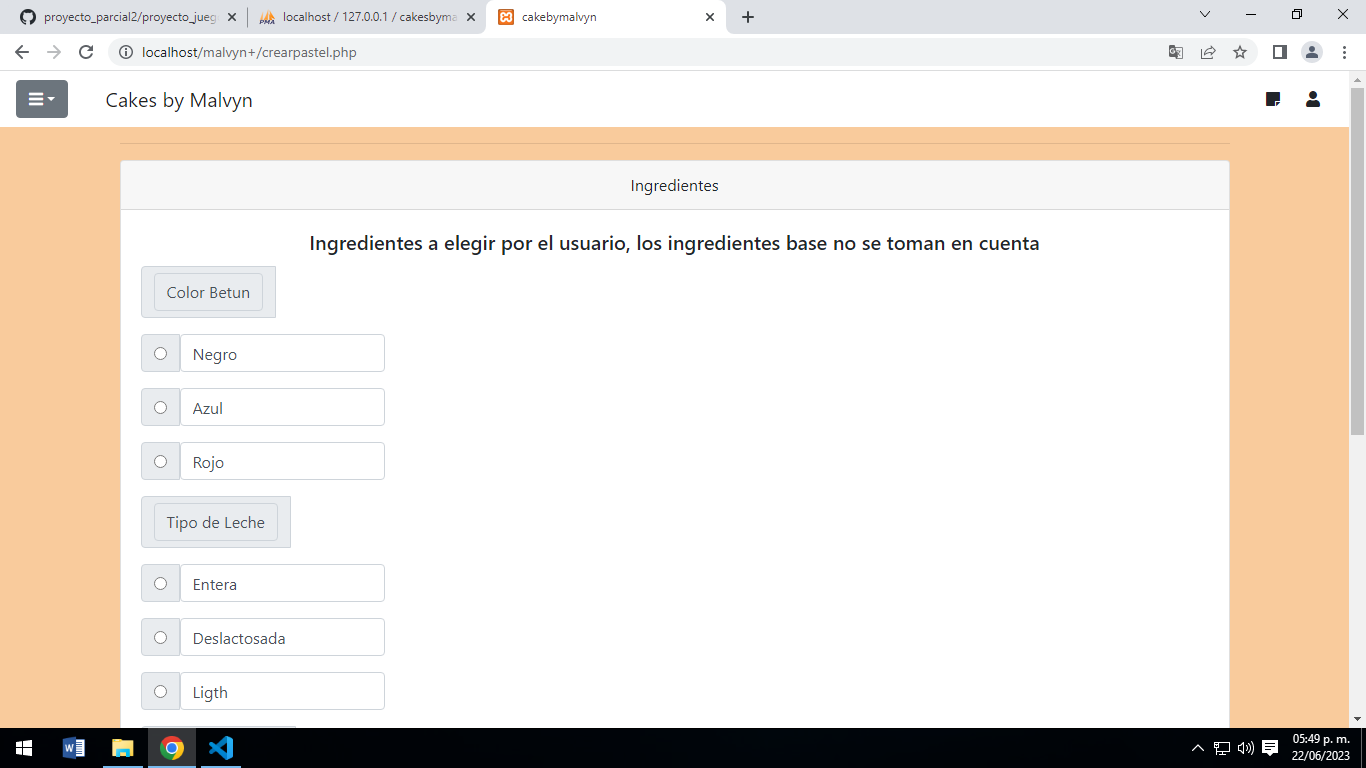 proyecto_parcial2/proyecto_jueg
localhost / 127.0.0.1 / cakesbyma
cakebymalvyn
localhost/malvyn+/crearpastel.php
Cakes by Malvyn
Ingredientes
Ingredientes a elegir por el usuario, los ingredientes base no se toman en cuenta
Color Betun
Negro
Azul
Rojo
Tipo de Leche
Entera
Deslactosada
Ligth
05:49 p. m.
22/06/2023